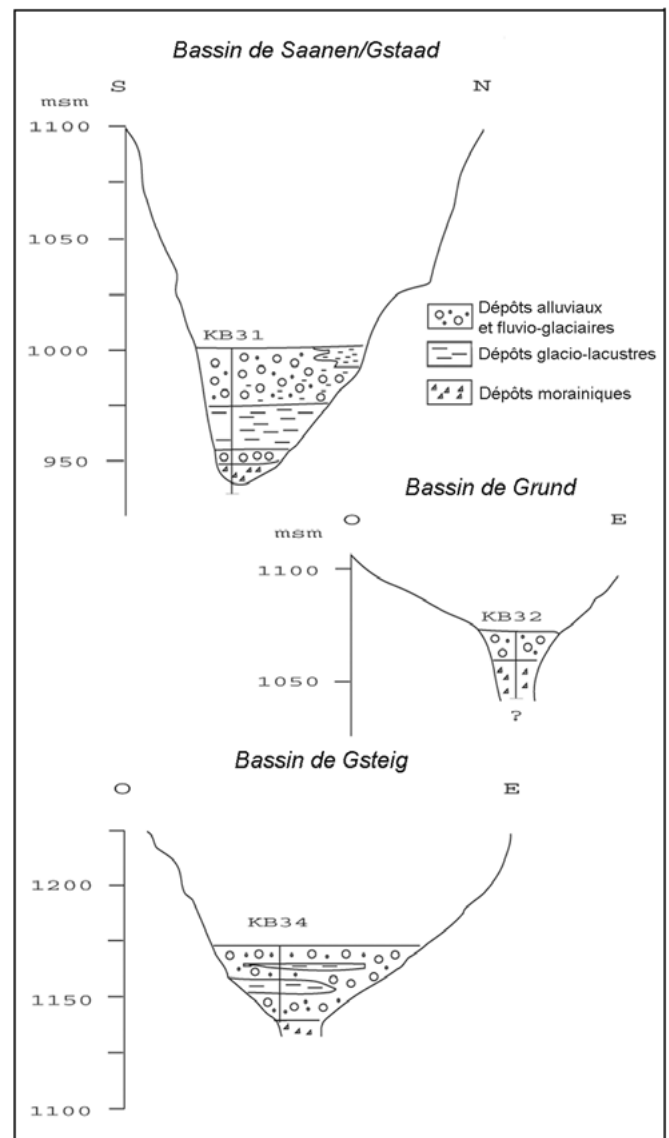 Bassin de Saanen/Gstaad
S N
msm
1100
1050
KB31
1000
950
Dépôts alluviaux
et fluvio-glaciaires
Dépôts glacio-lacustres
Dépôts morainiques
Bassin de Grund
O E
msm
1100
KB32
1050
?
Bassin de Gsteig
O E
1200
KB34
1150
1100